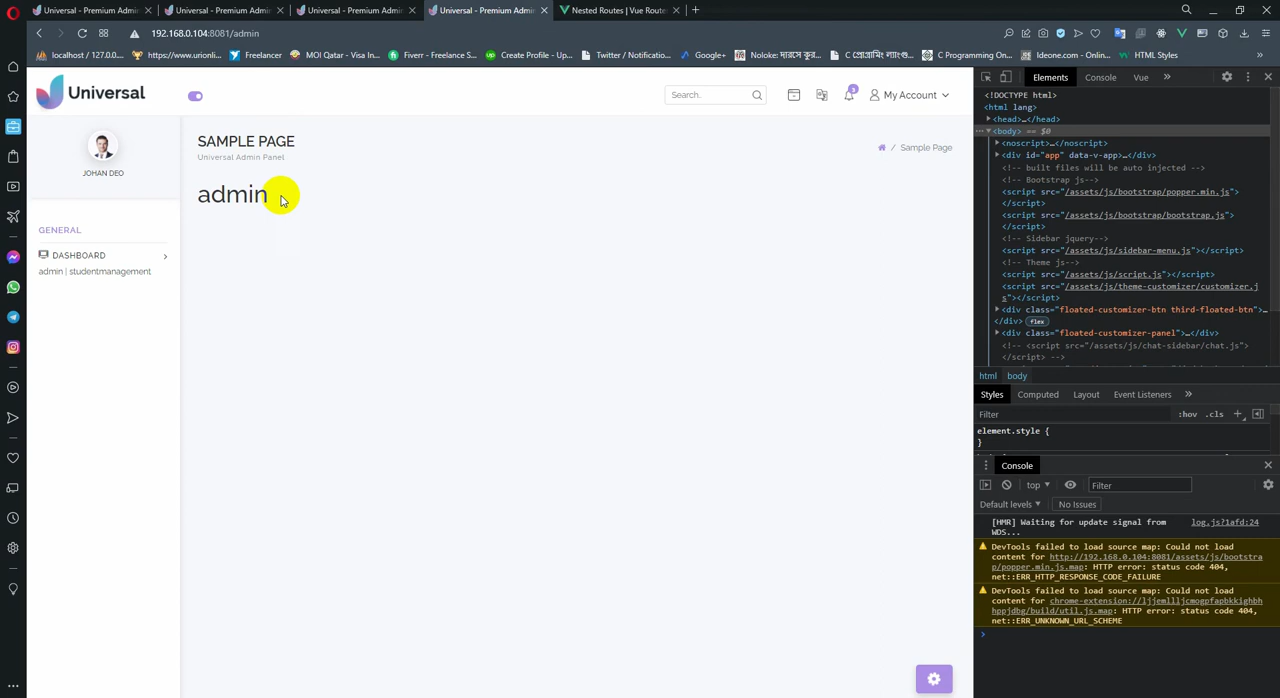 Universal - Premium Admin
Universal - Premium Admin
Universal - Premium Admin
Universal - Premium Admin
Nested Routes | Vue Route
192.168.0.104:8081/admin
localhost / 127.0.0....
https://www.urionli...
Freelancer
MOI Qatar - Visa In...
Fiverr - Freelance S...
Create Profile - Up...
Twitter / Notificatio...
Google+
C প্রোগ্রামিং ল্যাংগু...
C Programming On...
Ideone.com - Onlin...
HTML Styles
Universal
Search..
3
My Account
JOHAN DEO
GENERAL
DASHBOARD
admin | studentmanagement
SAMPLE PAGE
Universal Admin Panel
/ Sample Page
admin
Elements
Console
Vue
<!DOCTYPE html>
<html lang>
<head>…</head>
<body> == $0
<noscript>…</noscript>
<div id="app" data-v-app>…</div>
<!-- built files will be auto injected -->
<!-- Bootstrap js-->
<script src="/assets/js/bootstrap/popper.min.js">
</script>
<script src="/assets/js/bootstrap/bootstrap.js">
</script>
<!-- Sidebar jquery-->
<script src="/assets/js/sidebar-menu.js"></script>
<!-- Theme js-->
<script src="/assets/js/script.js"></script>
<script src="/assets/js/theme-customizer/customizer.j
s"></script>
<div class="floated-customizer-btn third-floated-btn">…
</div> flex
<div class="floated-customizer-panel">…</div>
<!-- <script src="/assets/js/chat-sidebar/chat.js">
</script> -->
html body
Styles
Computed
Layout
Event Listeners
Filter
:hov .cls
element.style {
}
Console
top
Filter
Default levels
No Issues
[HMR] Waiting for update signal from log.js?1afd:24
WDS...
DevTools failed to load source map: Could not load
content for http://192.168.0.104:8081/assets/js/bootstra
p/popper.min.js.map: HTTP error: status code 404,
net::ERR_HTTP_RESPONSE_CODE_FAILURE
DevTools failed to load source map: Could not load
content for chrome-extension://ljjemllljcmogpfapbkkighbh
hppjdbg/build/util.js.map: HTTP error: status code 404,
net::ERR_UNKNOWN_URL_SCHEME